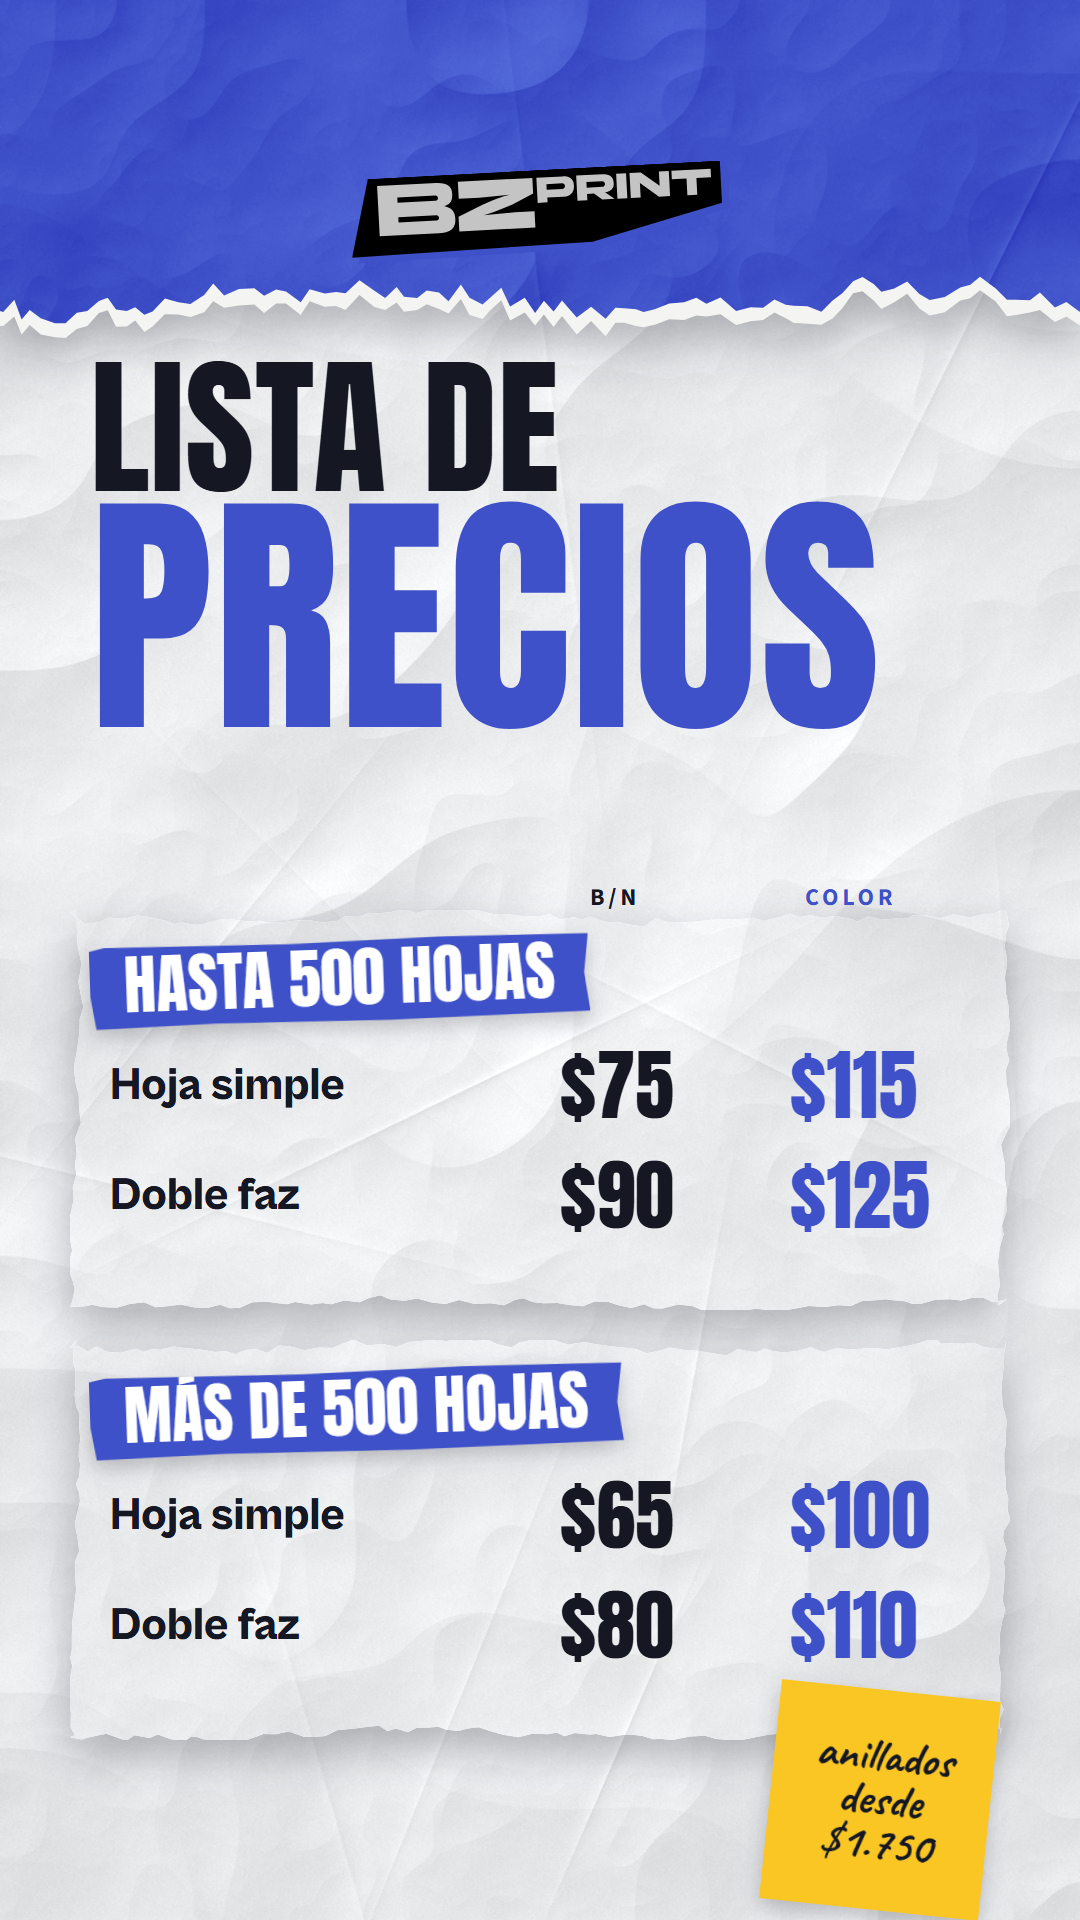 BZPRINT
LISTA DE
PRECIOS
B/N COLOR
HASTA 500 HOJAS
Hoja simple $75 $115
Doble faz $90 $125
MÁS DE 500 HOJAS
Hoja simple $65 $100
Doble faz $80 $110
anillados
desde
$1.750